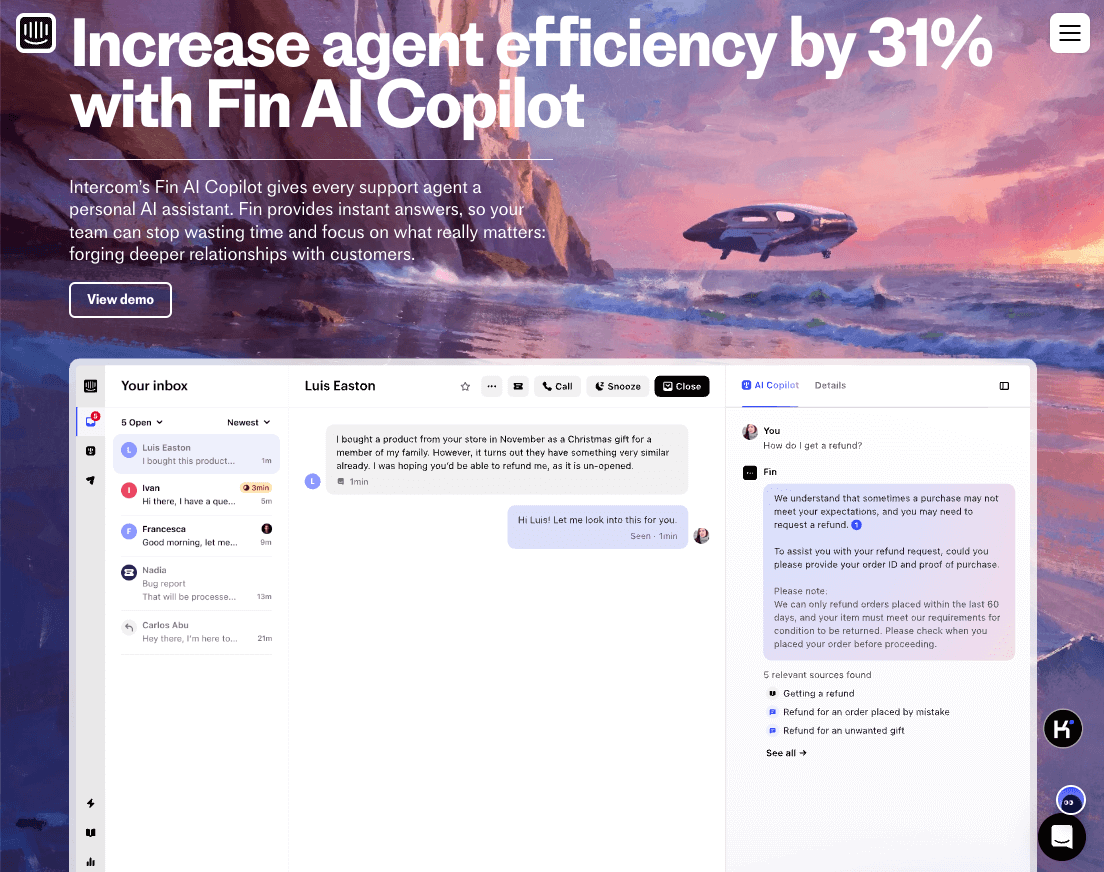 Increase agent efficiency by 31%
with Fin AI Copilot
Intercom's Fin AI Copilot gives every support agent a
personal AI assistant. Fin provides instant answers, so your
team can stop wasting time and focus on what really matters:
forging deeper relationships with customers.
View demo
5
Your inbox
5 Open
Newest
L
Luis Easton
I bought this product...
1m
I
Ivan
3min
Hi there, I have a que...
5m
F
Francesca
Good morning, let me...
9m
Nadia
Bug report
That will be processe...
13m
Carlos Abu
Hey there, I'm here to...
21m
Luis Easton
Call
Snooze
Close
I bought a product from your store in November as a Christmas gift for a
member of my family. However, it turns out they have something very similar
already. I was hoping you'd be able to refund me, as it is un-opened.
L
1min
Hi Luis! Let me look into this for you.
Seen · 1min
AI Copilot
Details
You
How do I get a refund?
Fin
We understand that sometimes a purchase may not
meet your expectations, and you may need to
request a refund. 1
To assist you with your refund request, could you
please provide your order ID and proof of purchase.
Please note.
We can only refund orders placed within the last 60
days, and your item must meet our requirements for
condition to be returned. Please check when you
placed your order before proceeding.
5 relevant sources found
Getting a refund
Refund for an order placed by mistake
Refund for an unwanted gift
See all →
K